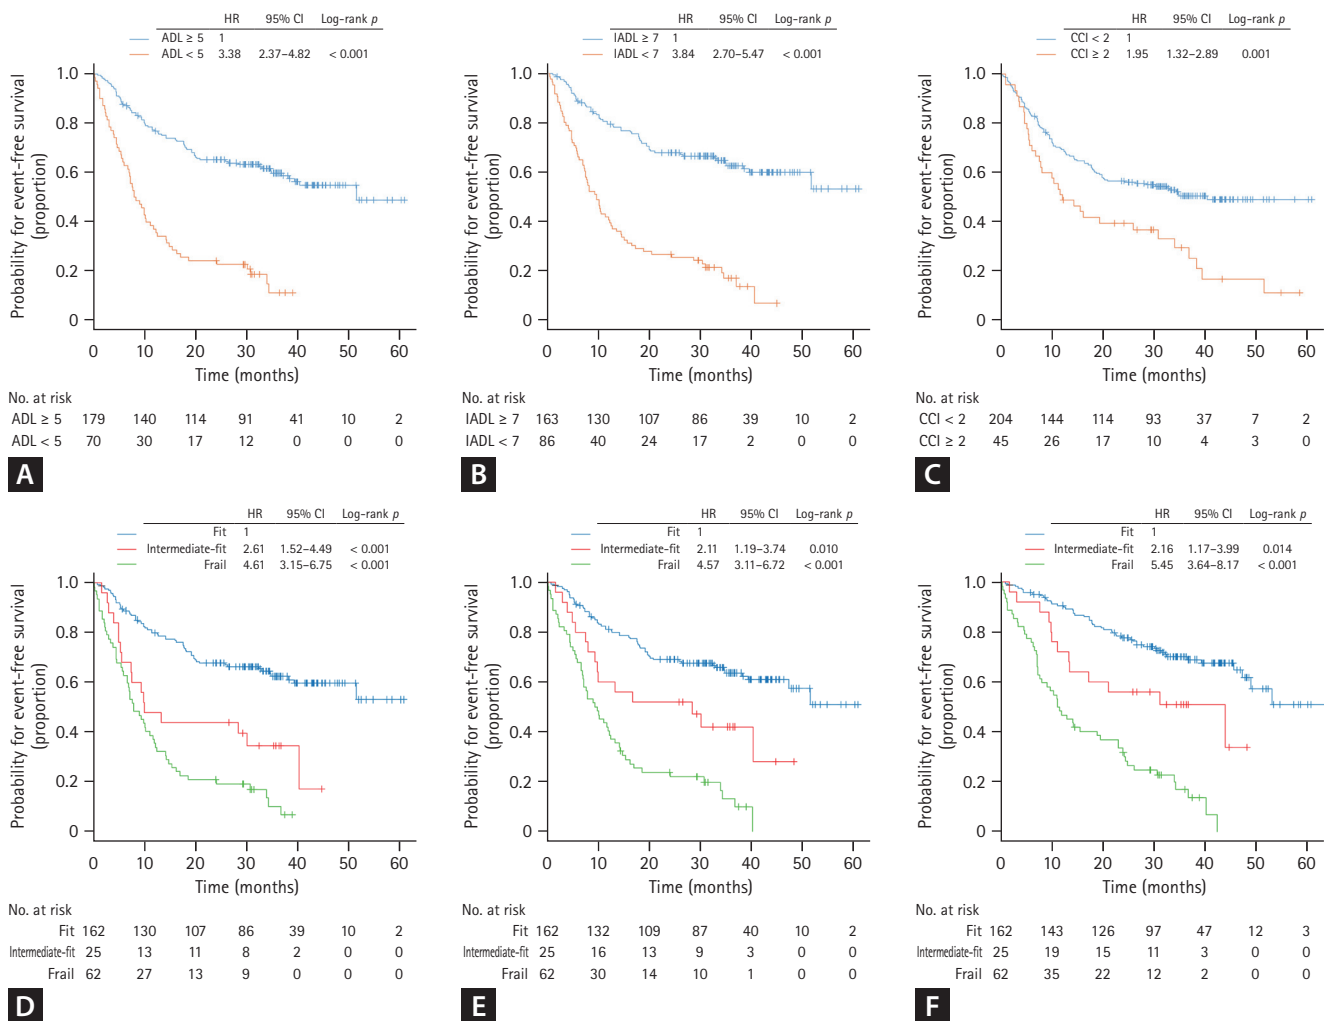 HR 95% CI Log-rank p
ADL ≥ 5 1
ADL < 5 3.38 2.37–4.82 < 0.001
Probability for event-free survival
(proportion)
1.0
0.8
0.6
0.4
0.2
0
0 10 20 30 40 50 60
Time (months)
No. at risk
ADL ≥ 5 179 140 114 91 41 10 2
ADL < 5 70 30 17 12 0 0 0
A
HR 95% CI Log-rank p
IADL ≥ 7 1
IADL < 7 3.84 2.70–5.47 < 0.001
Probability for event-free survival
(proportion)
1.0
0.8
0.6
0.4
0.2
0
0 10 20 30 40 50 60
Time (months)
No. at risk
IADL ≥ 7 163 130 107 86 39 10 2
IADL < 7 86 40 24 17 2 0 0
B
HR 95% CI Log-rank p
CCI < 2 1
CCI ≥ 2 1.95 1.32–2.89 0.001
Probability for event-free survival
(proportion)
1.0
0.8
0.6
0.4
0.2
0
0 10 20 30 40 50 60
Time (months)
No. at risk
CCI < 2 204 144 114 93 37 7 2
CCI ≥ 2 45 26 17 10 4 3 0
C
HR 95% CI Log-rank p
Fit 1
Intermediate-fit 2.61 1.52–4.49 < 0.001
Frail 4.61 3.15–6.75 < 0.001
Probability for event-free survival
(proportion)
1.0
0.8
0.6
0.4
0.2
0
0 10 20 30 40 50 60
Time (months)
No. at risk
Fit 162 130 107 86 39 10 2
Intermediate-fit 25 13 11 8 2 0 0
Frail 62 27 13 9 0 0 0
D
HR 95% CI Log-rank p
Fit 1
Intermediate-fit 2.11 1.19–3.74 0.010
Frail 4.57 3.11–6.72 < 0.001
Probability for event-free survival
(proportion)
1.0
0.8
0.6
0.4
0.2
0
0 10 20 30 40 50 60
Time (months)
No. at risk
Fit 162 132 109 87 40 10 2
Intermediate-fit 25 16 13 9 3 0 0
Frail 62 30 14 10 1 0 0
E
HR 95% CI Log-rank p
Fit 1
Intermediate-fit 2.16 1.17–3.99 0.014
Frail 5.45 3.64–8.17 < 0.001
Probability for event-free survival
(proportion)
1.0
0.8
0.6
0.4
0.2
0
0 10 20 30 40 50 60
Time (months)
No. at risk
Fit 162 143 126 97 47 12 3
Intermediate-fit 25 19 15 11 3 0 0
Frail 62 35 22 12 2 0 0
F